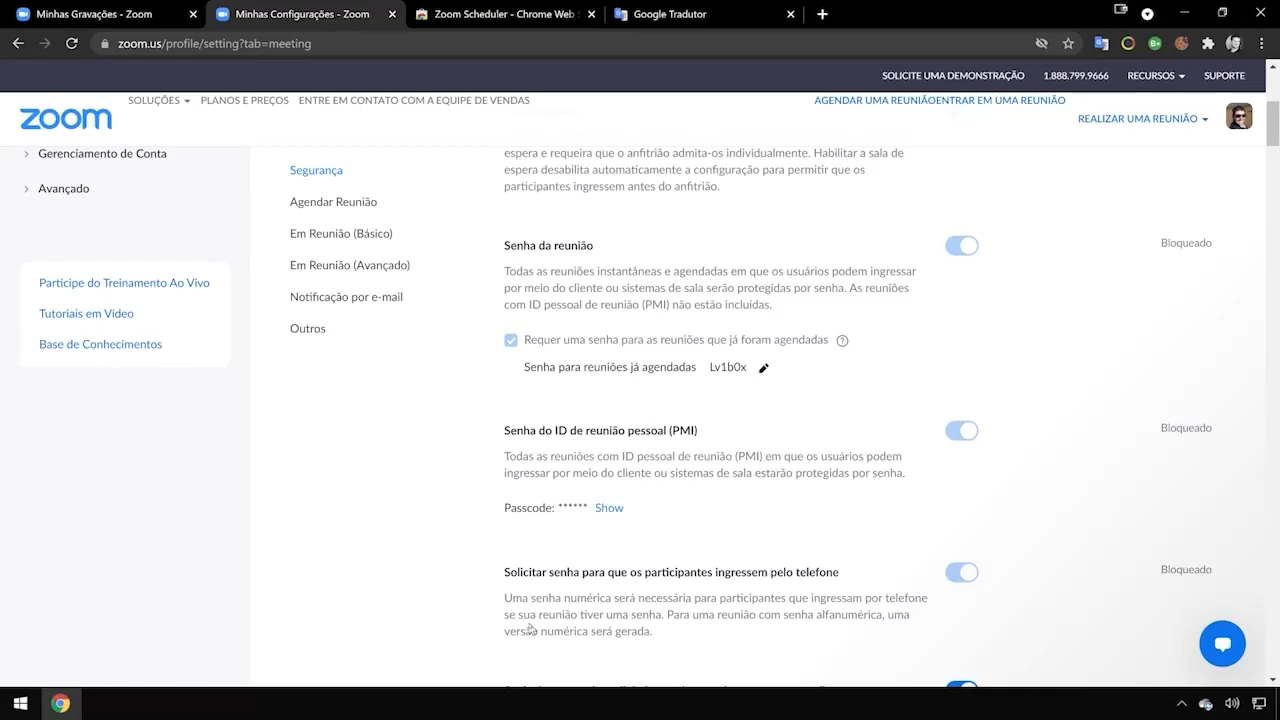 Minhas Gravações - Zoom
Minhas Configurações - Zoom
Zoom Scheduler - Chrome Web S
Google Tradutor
zoom.us/profile/setting?tab=meeting
SOLICITE UMA DEMONSTRAÇÃO 1.888.799.9666 RECURSOS SUPORTE
zoom
SOLUÇÕES PLANOS E PREÇOS ENTRE EM CONTATO COM A EQUIPE DE VENDAS
AGENDAR UMA REUNIÃO ENTRAR EM UMA REUNIÃO
REALIZAR UMA REUNIÃO
Gerenciamento de Conta
Avançado
Participe do Treinamento Ao Vivo
Tutoriais em Vídeo
Base de Conhecimentos
Segurança
Agendar Reunião
Em Reunião (Básico)
Em Reunião (Avançado)
Notificação por e-mail
Outros
espera e requeira que o anfitrião admita-os individualmente. Habilitar a sala de
espera desabilita automaticamente a configuração para permitir que os
participantes ingressem antes do anfitrião.
Senha da reunião
Bloqueado
Todas as reuniões instantâneas e agendadas em que os usuários podem ingressar
por meio do cliente ou sistemas de sala serão protegidas por senha. As reuniões
com ID pessoal de reunião (PMI) não estão incluídas.
Requer uma senha para as reuniões que já foram agendadas
Senha para reuniões já agendadas Lv1b0x
Senha do ID de reunião pessoal (PMI)
Bloqueado
Todas as reuniões com ID pessoal de reunião (PMI) em que os usuários podem
ingressar por meio do cliente ou sistemas de sala estarão protegidas por senha.
Passcode: ****** Show
Solicitar senha para que os participantes ingressem pelo telefone
Bloqueado
Uma senha numérica será necessária para participantes que ingressam por telefone
se sua reunião tiver uma senha. Para uma reunião com senha alfanumérica, uma
versão numérica será gerada.